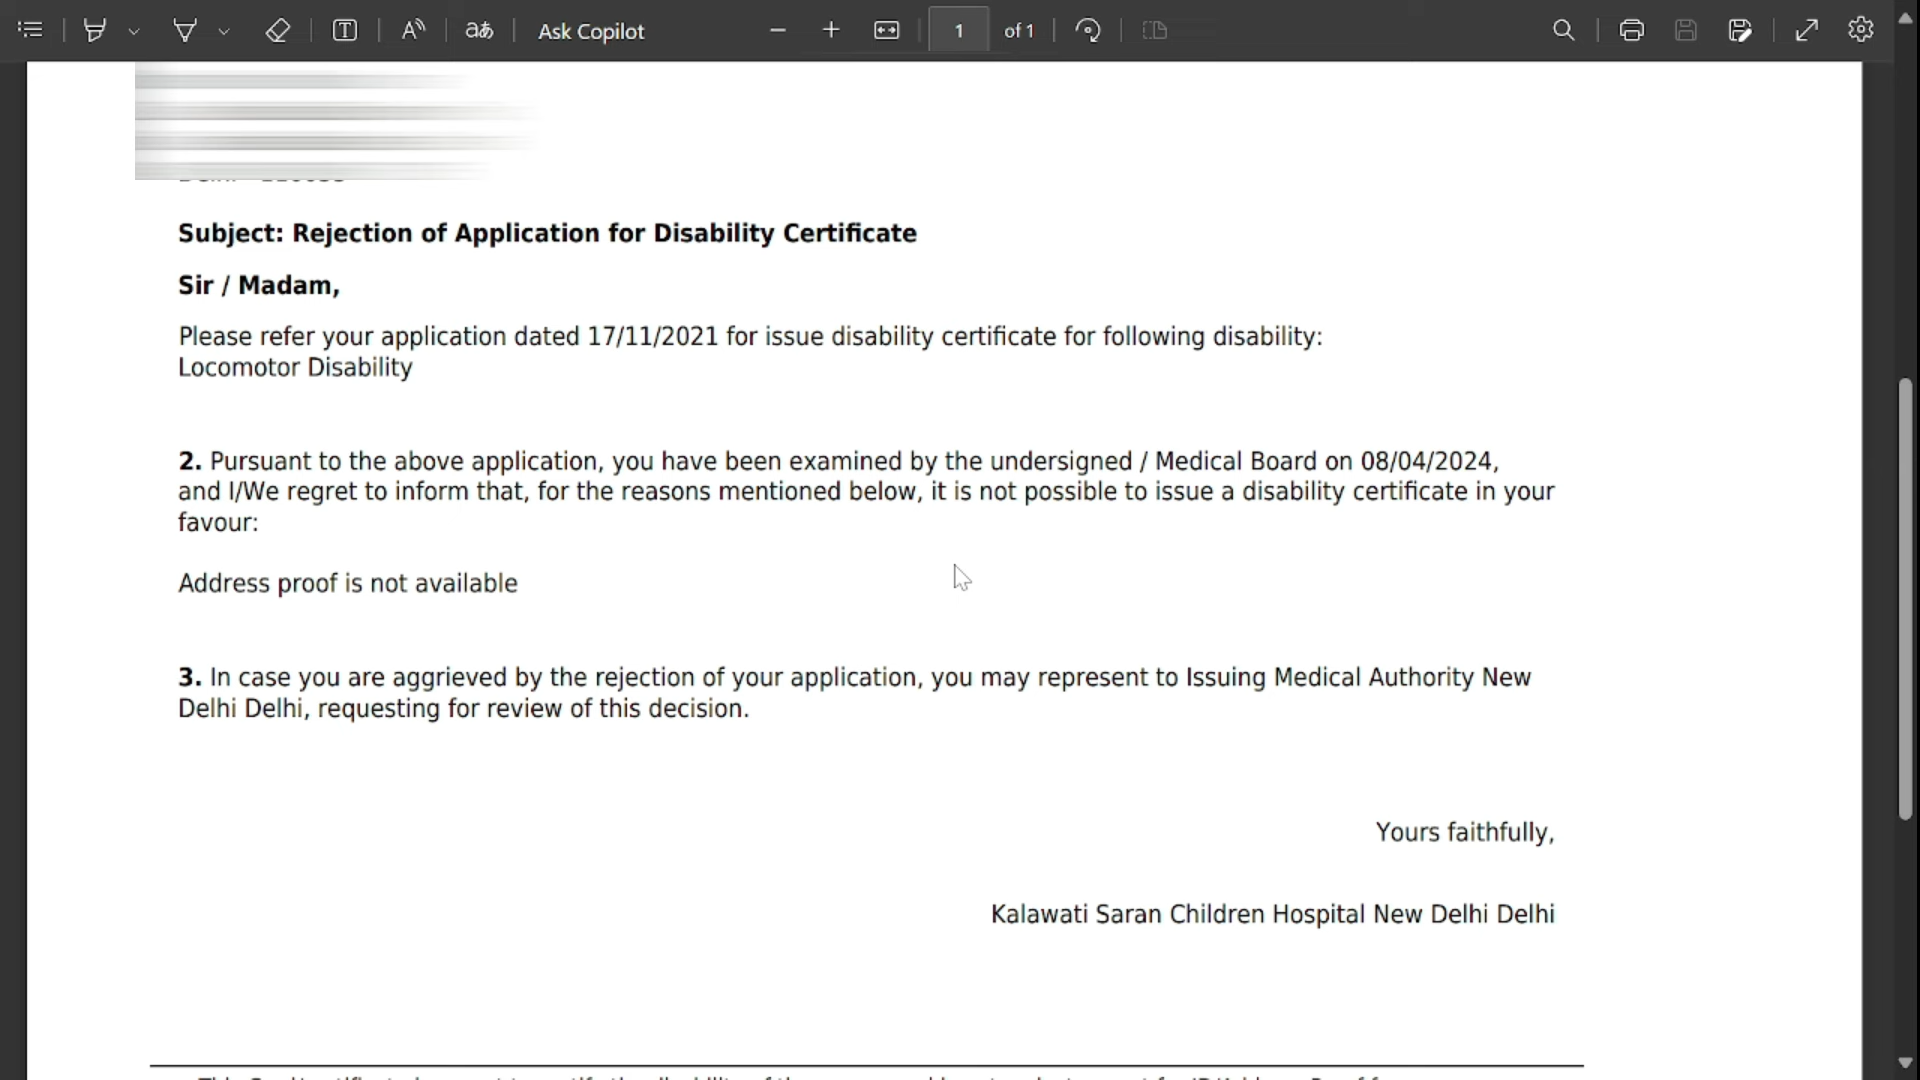 Ask Copilot
1
of 1
Subject: Rejection of Application for Disability Certificate
Sir / Madam,
Please refer your application dated 17/11/2021 for issue disability certificate for following disability:
Locomotor Disability
2. Pursuant to the above application, you have been examined by the undersigned / Medical Board on 08/04/2024,
and I/We regret to inform that, for the reasons mentioned below, it is not possible to issue a disability certificate in your
favour:
Address proof is not available
3. In case you are aggrieved by the rejection of your application, you may represent to Issuing Medical Authority New
Delhi Delhi, requesting for review of this decision.
Yours faithfully,
Kalawati Saran Children Hospital New Delhi Delhi